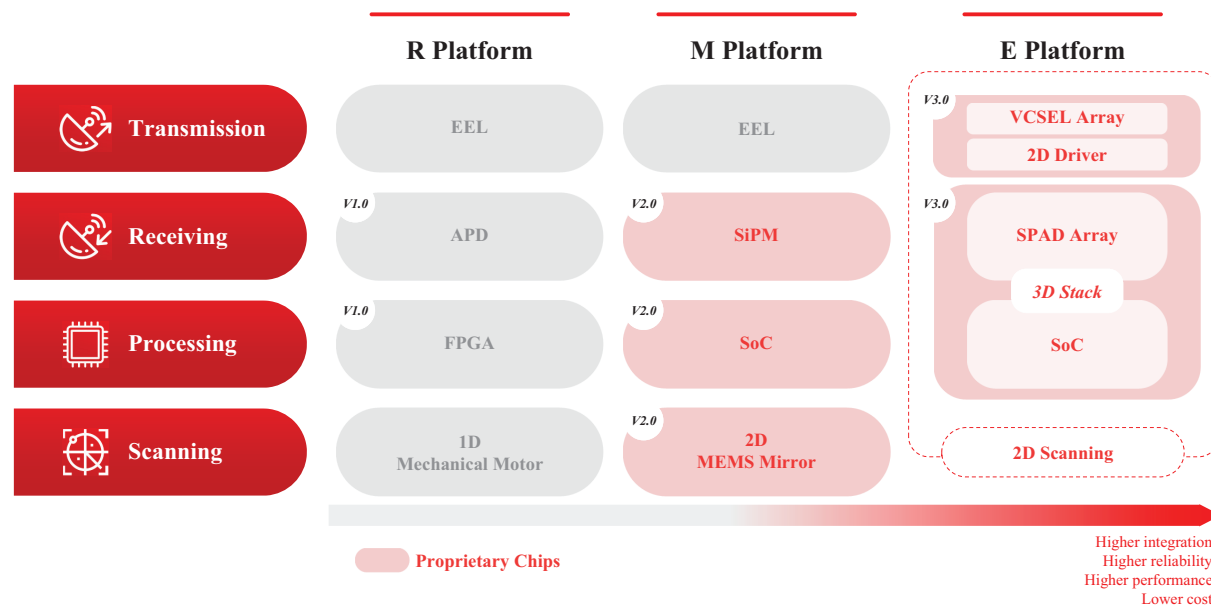 R Platform
M Platform
E Platform
Transmission
EEL
EEL
V3.0
VCSEL Array
2D Driver
Receiving
V1.0
APD
V2.0
SiPM
V3.0
SPAD Array
3D Stack
Processing
V1.0
FPGA
V2.0
SoC
SoC
Scanning
1D
Mechanical Motor
V2.0
2D
MEMS Mirror
2D Scanning
Proprietary Chips
Higher integration
Higher reliability
Higher performance
Lower cost